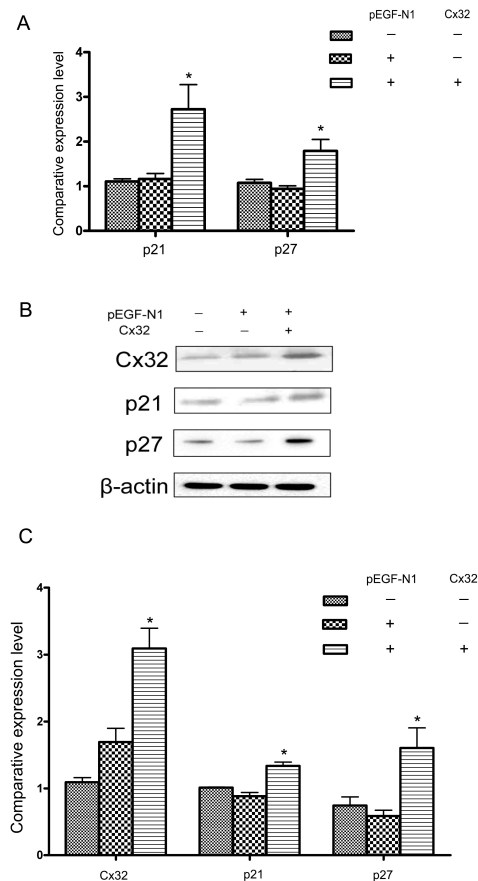 A
pEGF-N1 Cx32
– –
+ –
+ +
Comparative expression level
4
3
2
1
0
* *
p21 p27
B
pEGF-N1 – + +
Cx32 – – +
Cx32
p21
p27
β-actin
C
pEGF-N1 Cx32
– –
+ –
+ +
Comparative expression level
4
3
2
1
0
* * *
Cx32 p21 p27